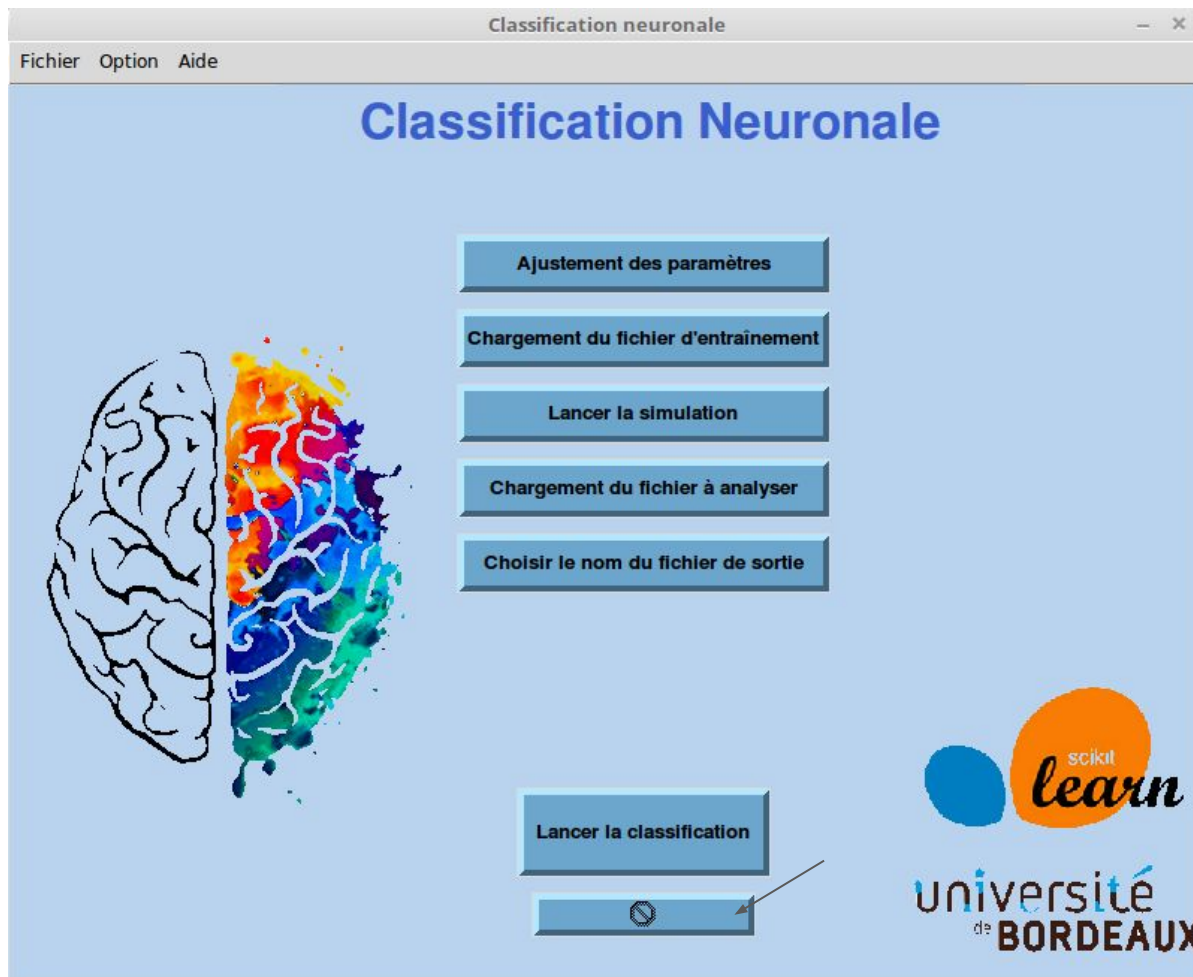 Classification neuronale
Fichier Option Aide
Classification Neuronale
Ajustement des paramètres
Chargement du fichier d'entraînement
Lancer la simulation
Chargement du fichier à analyser
Choisir le nom du fichier de sortie
Lancer la classification
scikit
learn
université
de BORDEAUX